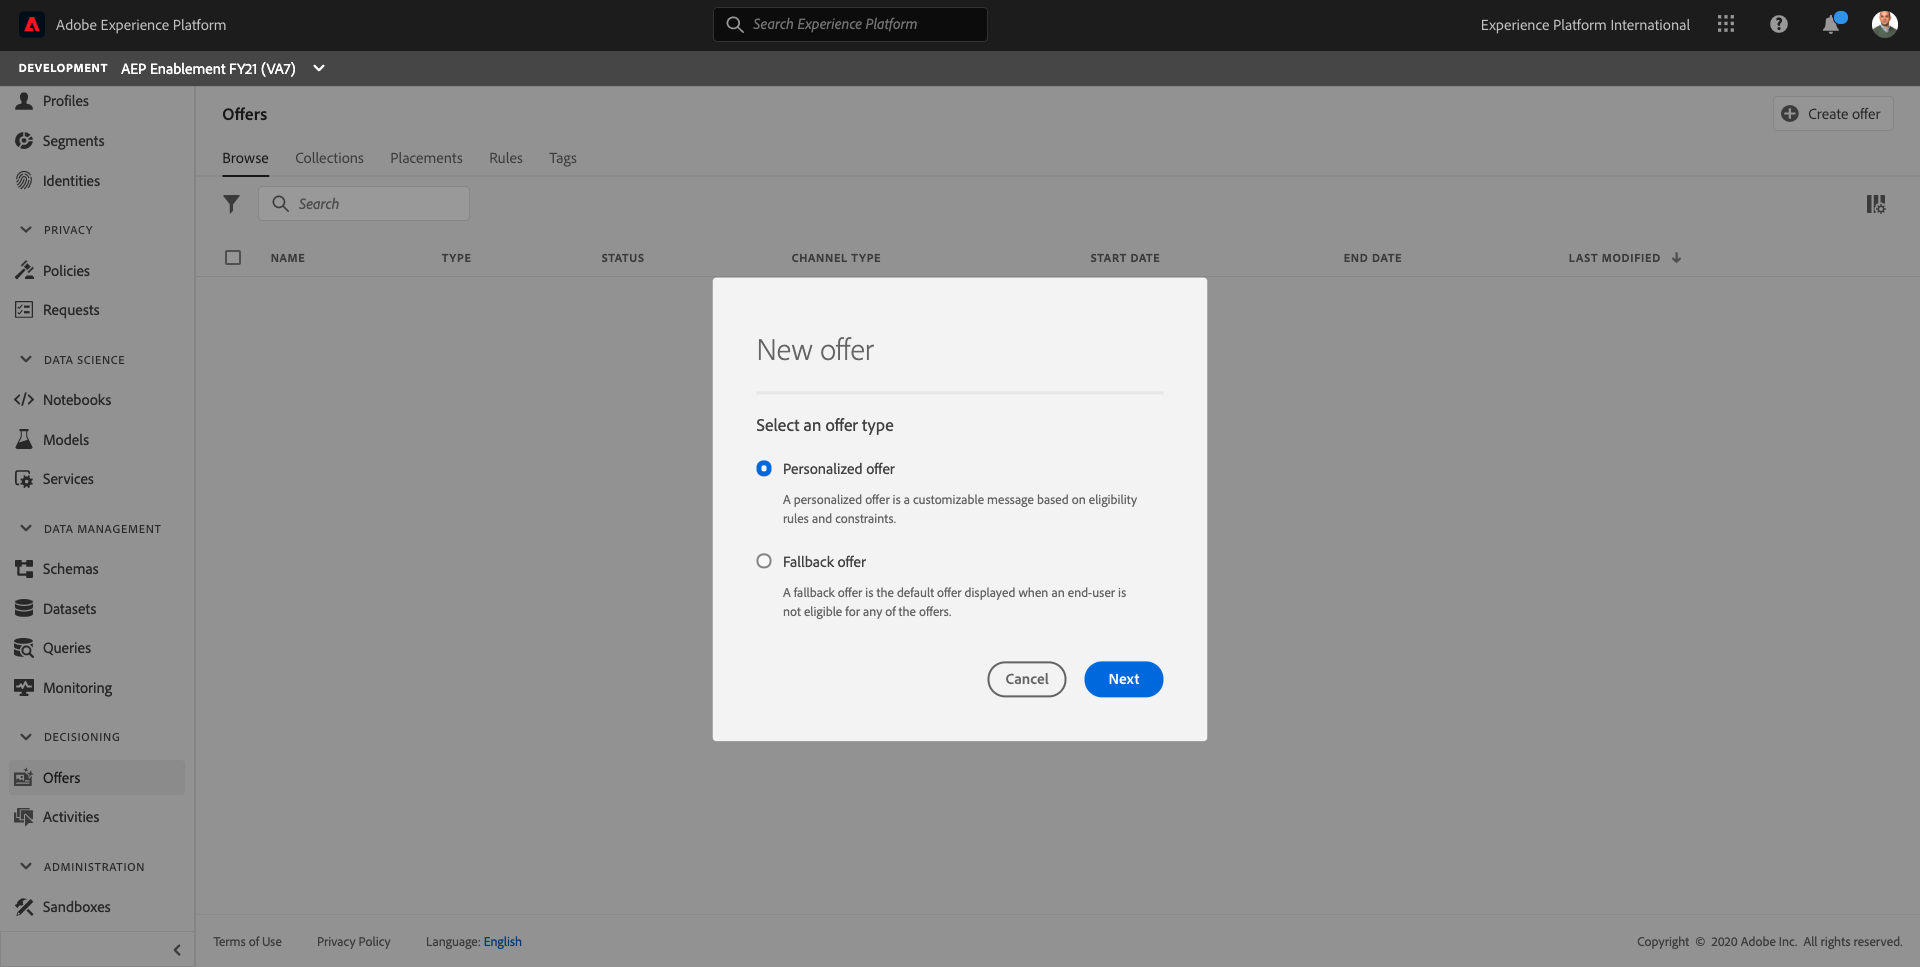 Adobe Experience Platform
Search Experience Platform
Experience Platform International
DEVELOPMENT AEP Enablement FY21 (VA7)
Profiles
Segments
Identities
PRIVACY
Policies
Requests
DATA SCIENCE
Notebooks
Models
Services
DATA MANAGEMENT
Schemas
Datasets
Queries
Monitoring
DECISIONING
Offers
Activities
ADMINISTRATION
Sandboxes
Offers
Create offer
Browse Collections Placements Rules Tags
Search
NAME TYPE STATUS CHANNEL TYPE START DATE END DATE LAST MODIFIED
New offer
Select an offer type
Personalized offer
A personalized offer is a customizable message based on eligibility
rules and constraints.
Fallback offer
A fallback offer is the default offer displayed when an end-user is
not eligible for any of the offers.
Cancel Next
Terms of Use Privacy Policy Language: English
Copyright © 2020 Adobe Inc. All rights reserved.